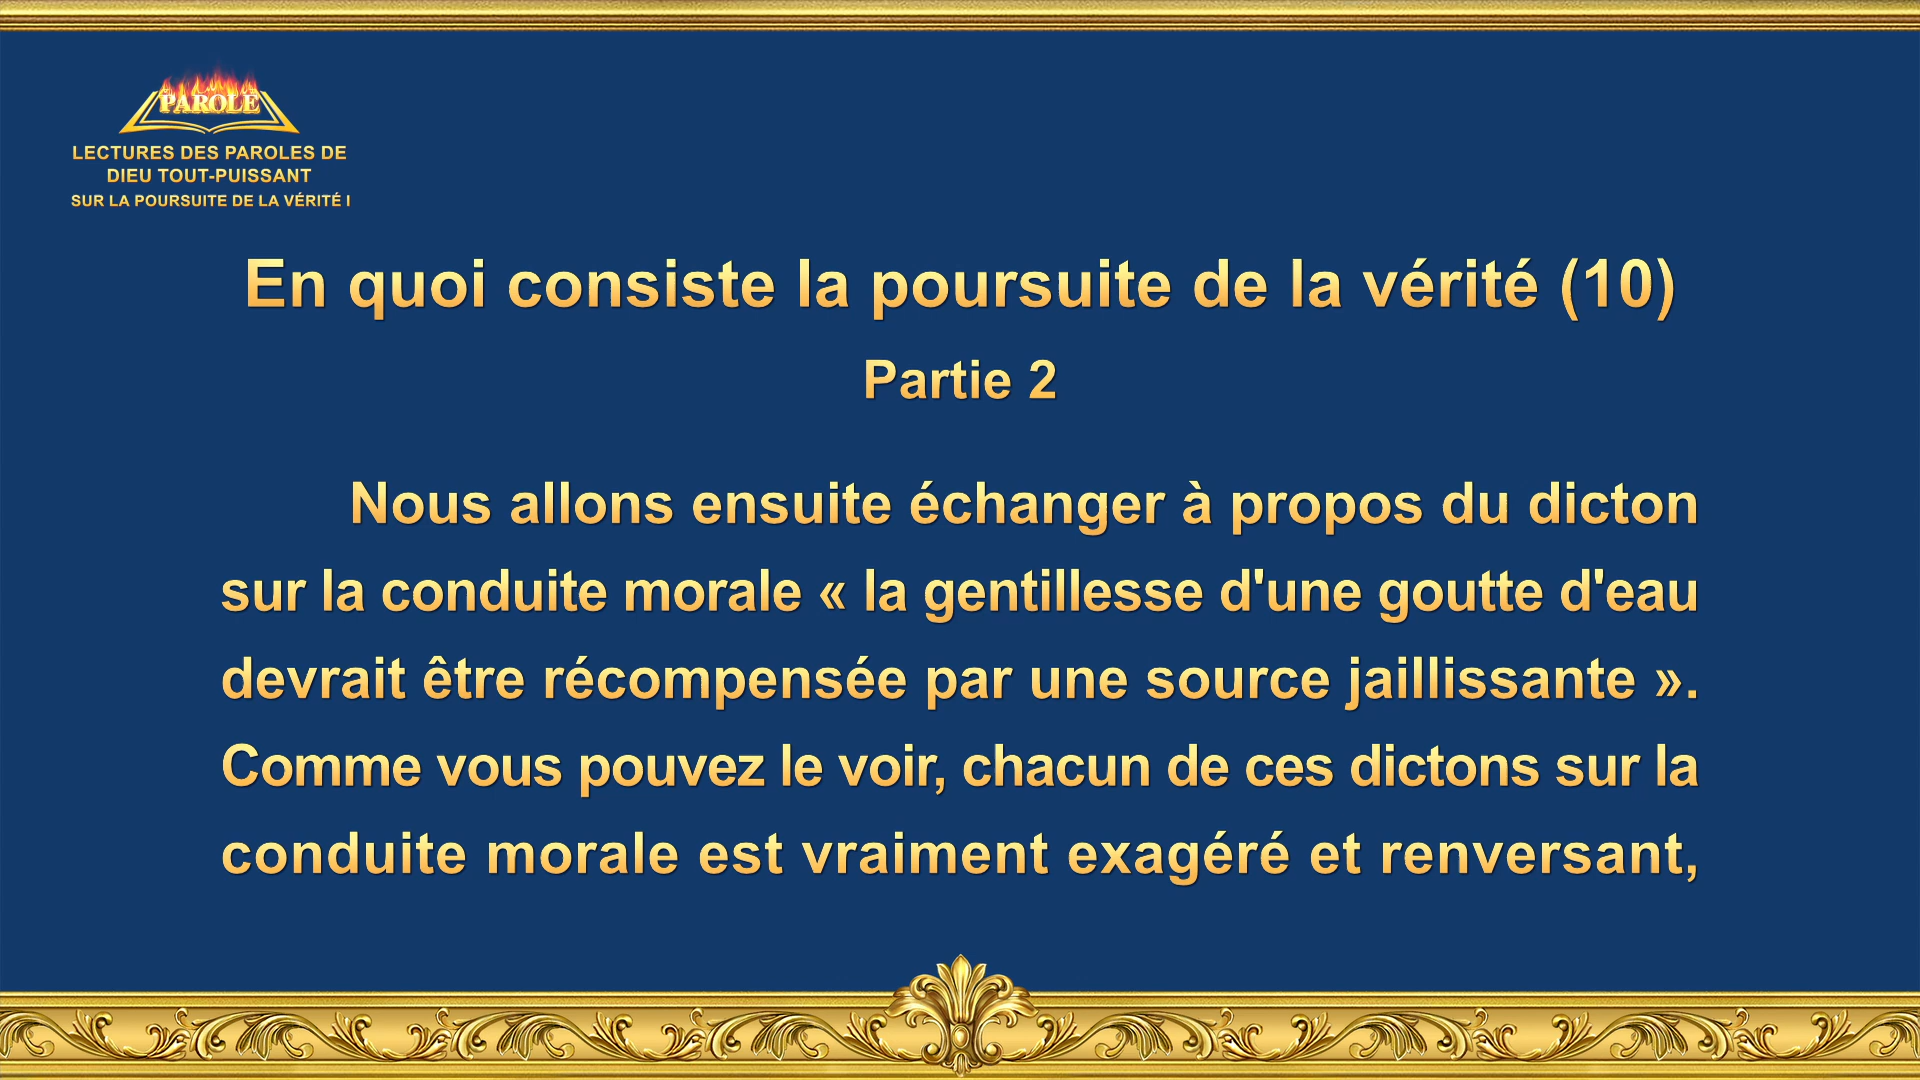 PAROLE
LECTURES DES PAROLES DE
DIEU TOUT-PUISSANT
SUR LA POURSUITE DE LA VÉRITÉ I
En quoi consiste la poursuite de la vérité (10)
Partie 2
Nous allons ensuite échanger à propos du dicton
sur la conduite morale « la gentillesse d'une goutte d'eau
devrait être récompensée par une source jaillissante ».
Comme vous pouvez le voir, chacun de ces dictons sur la
conduite morale est vraiment exagéré et renversant,